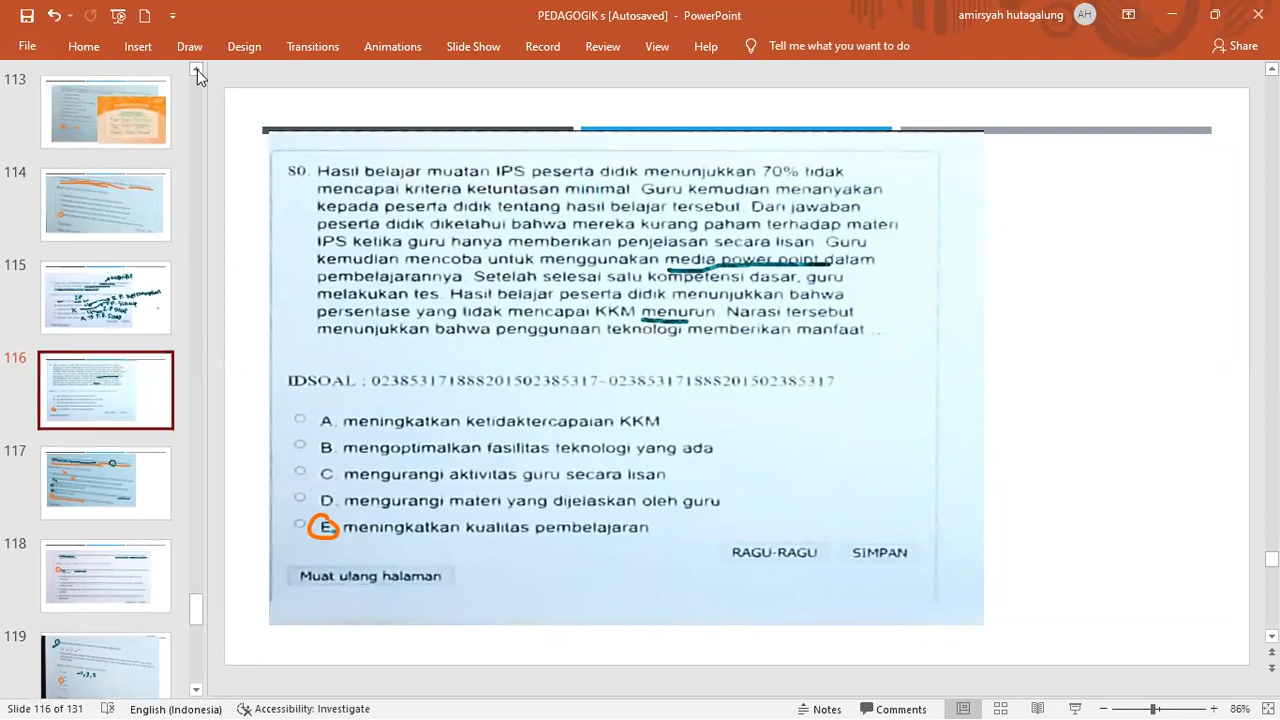 PEDAGOGIK s [Autosaved] - PowerPoint
amirsyah hutagalung
AH
File Home Insert Draw Design Transitions Animations Slide Show Record Review View Help Tell me what you want to do Share
113
114
115
116
117
118
119
80. Hasil belajar muatan IPS peserta didik menunjukkan 70% tidak
mencapai kriteria ketuntasan minimal. Guru kemudian menanyakan
kepada peserta didik tentang hasil belajar tersebut. Dari jawaban
peserta didik diketahui bahwa mereka kurang paham terhadap materi
IPS ketika guru hanya memberikan penjelasan secara lisan. Guru
kemudian mencoba untuk menggunakan media power point dalam
pembelajarannya. Setelah selesai satu kompetensi dasar, guru
melakukan tes. Hasil belajar peserta didik menunjukkan bahwa
persentase yang tidak mencapai KKM menurun. Narasi tersebut
menunjukkan bahwa penggunaan teknologi memberikan manfaat ...
IDSOAL : 023853171888201502385317-023853171888201502385317
A. meningkatkan ketidaktercapaian KKM
B. mengoptimalkan fasilitas teknologi yang ada
C. mengurangi aktivitas guru secara lisan
D. mengurangi materi yang dijelaskan oleh guru
E. meningkatkan kualitas pembelajaran
RAGU-RAGU SIMPAN
Muat ulang halaman
Slide 116 of 131 English (Indonesia) Accessibility: Investigate Notes Comments 86%